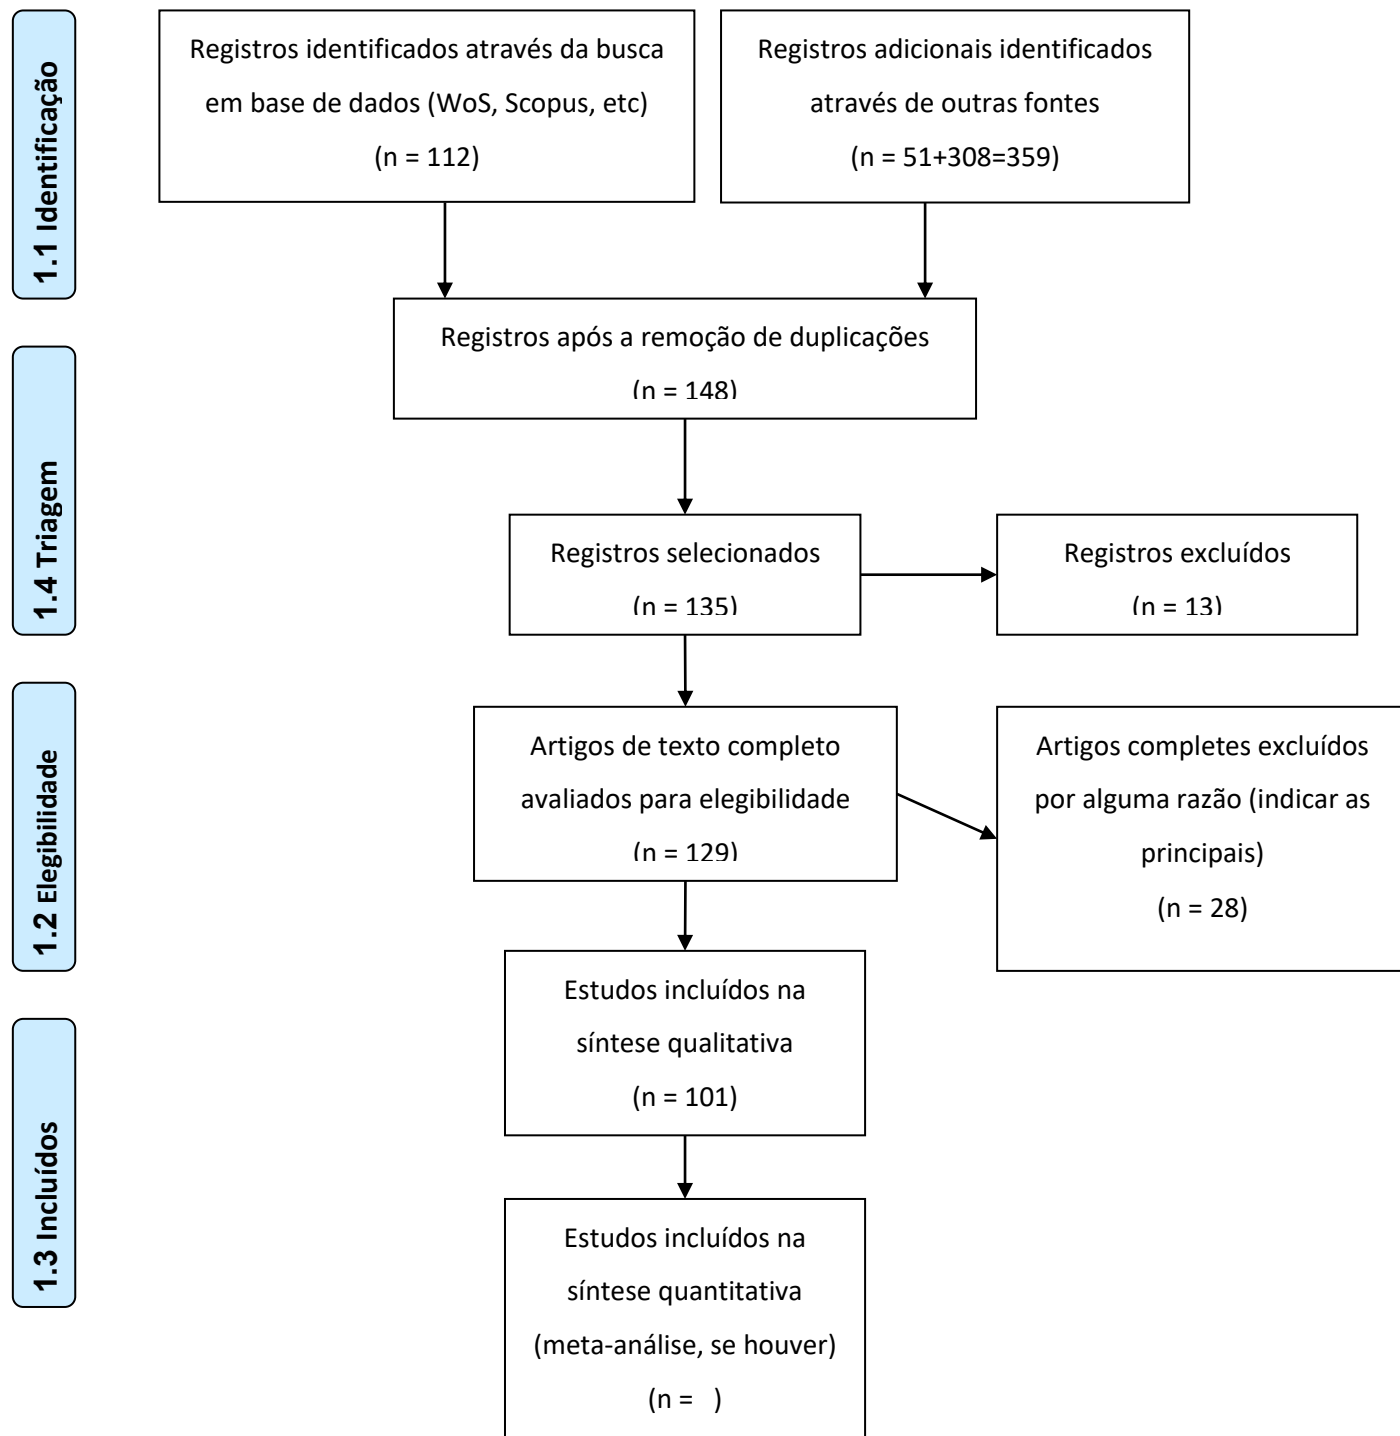 1.1 Identificação
Registros identificados através da busca
em base de dados (WoS, Scopus, etc)
(n = 112)
Registros adicionais identificados
através de outras fontes
(n = 51+308=359)
Registros após a remoção de duplicações
(n = 148)
1.4 Triagem
Registros selecionados
(n = 135)
Registros excluídos
(n = 13)
1.2 Elegibilidade
Artigos de texto completo
avaliados para elegibilidade
(n = 129)
Artigos completes excluídos
por alguma razão (indicar as
principais)
(n = 28)
1.3 Incluídos
Estudos incluídos na
síntese qualitativa
(n = 101)
Estudos incluídos na
síntese quantitativa
(meta-análise, se houver)
(n = )